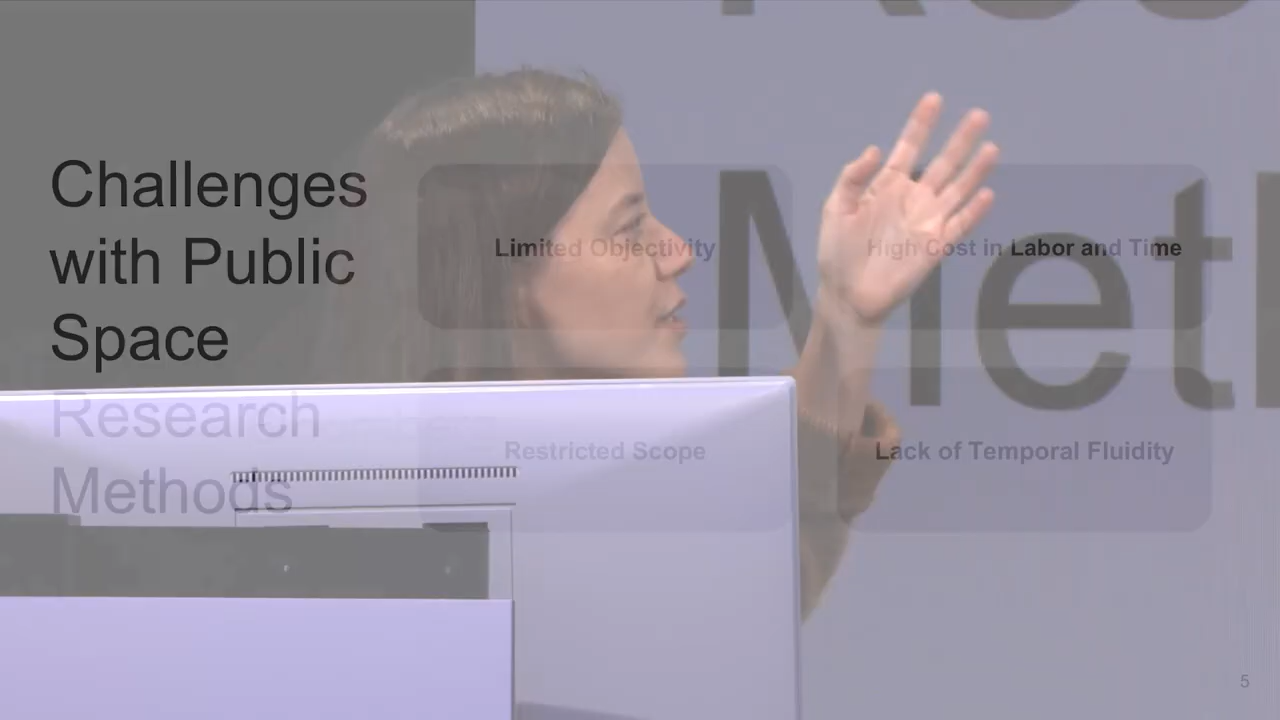 Challenges
with Public
Space
Research
Methods
Limited Objectivity
High Cost in Labor and Time
Restricted Scope
Lack of Temporal Fluidity
Met
5